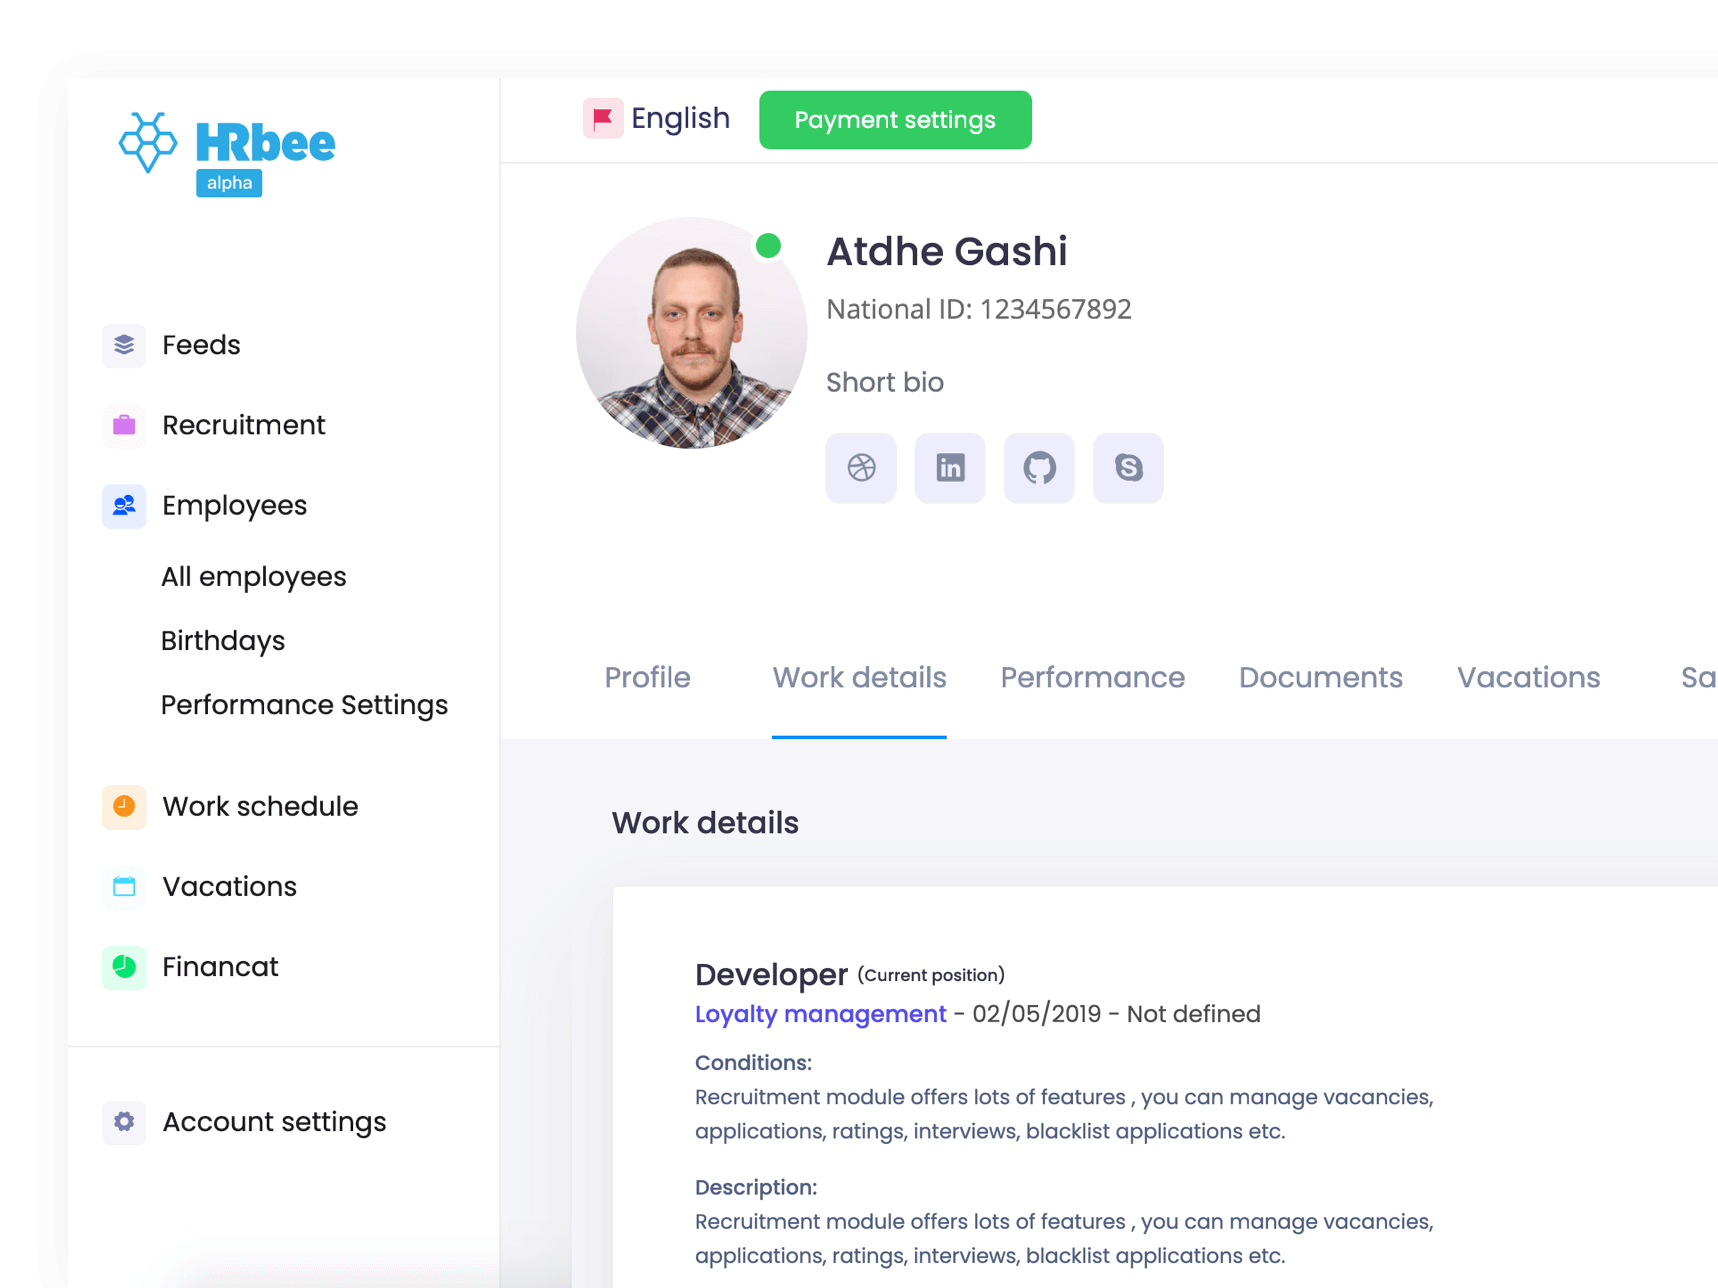 HRbee
alpha
English
Payment settings
Atdhe Gashi
National ID: 1234567892
Short bio
Feeds
Recruitment
Employees
All employees
Birthdays
Performance Settings
Work schedule
Vacations
Financat
Account settings
Profile
Work details
Performance
Documents
Vacations
Sa
Work details
Developer (Current position)
Loyalty management - 02/05/2019 - Not defined
Conditions:
Recruitment module offers lots of features , you can manage vacancies,
applications, ratings, interviews, blacklist applications etc.
Description:
Recruitment module offers lots of features , you can manage vacancies,
applications, ratings, interviews, blacklist applications etc.